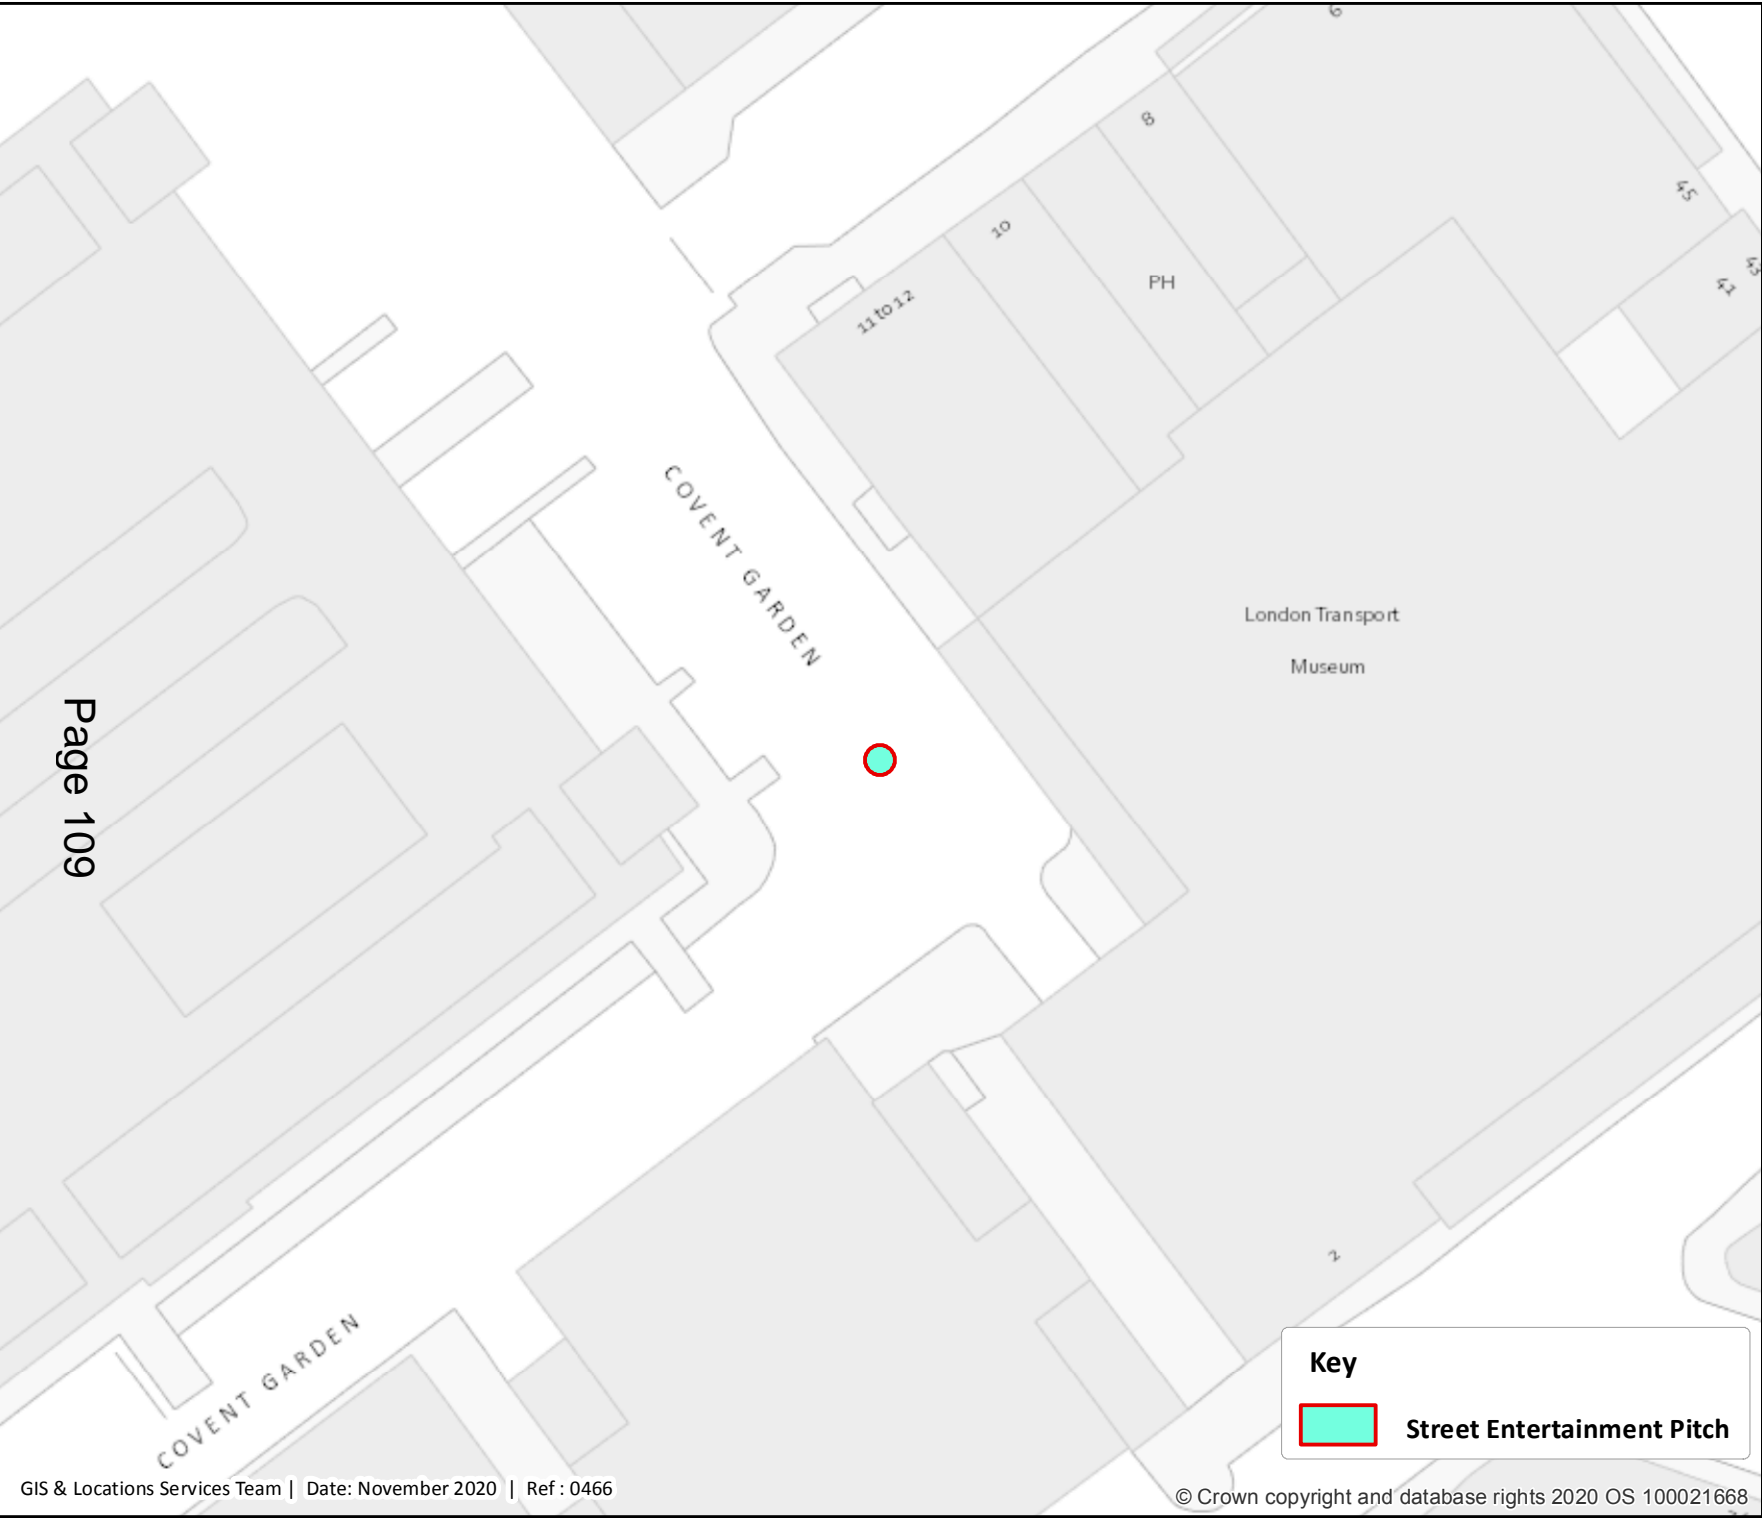 6
8
45
10
PH
43
41
11 to 12
COVENT GARDEN
London Transport
Museum
Page 109
2
COVENT GARDEN
Key
Street Entertainment Pitch
GIS & Locations Services Team | Date: November 2020 | Ref : 0466
© Crown copyright and database rights 2020 OS 100021668